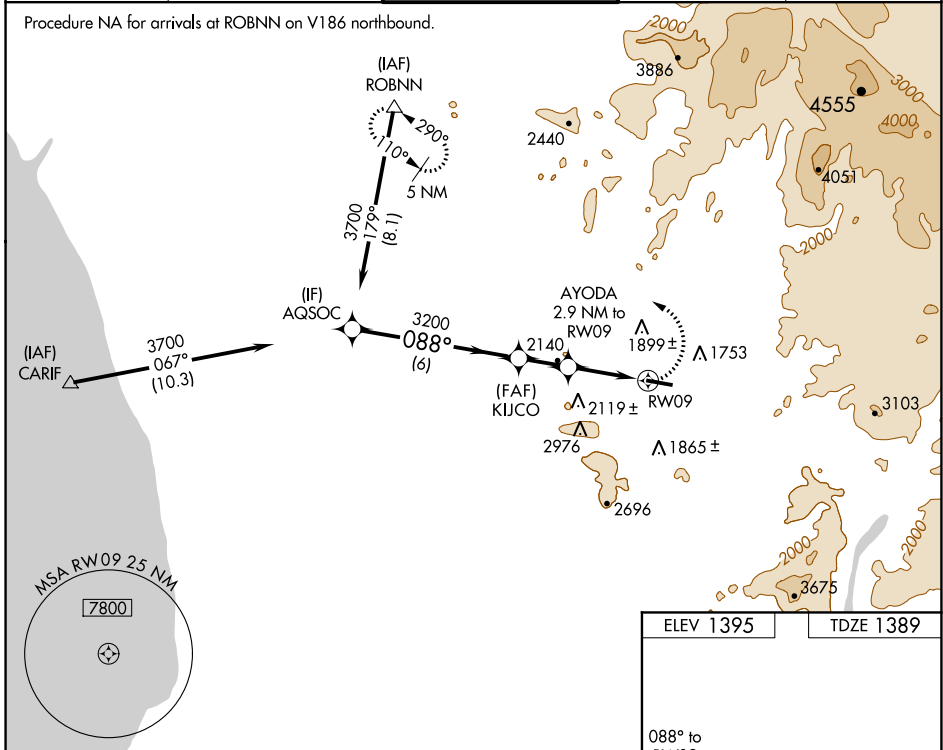 Procedure NA for arrivals at ROBNN on V186 northbound.
2000
(IAF)
ROBNN
3886
3000
4555
4000
290°
110°
2440
4051
5 NM
3700
179°
(8.1)
2000
(IF)
AQSOC
AYODA
2.9 NM to
RW09
3200
088°
(6)
2140
1899±
1753
(IAF)
CARIF
3700
067°
(10.3)
(FAF)
KIJCO
RW09
2119±
3103
2976
1865±
2696
2000
2000
MSA RW09 25 NM
7800
3675
ELEV 1395
TDZE 1389
088° to